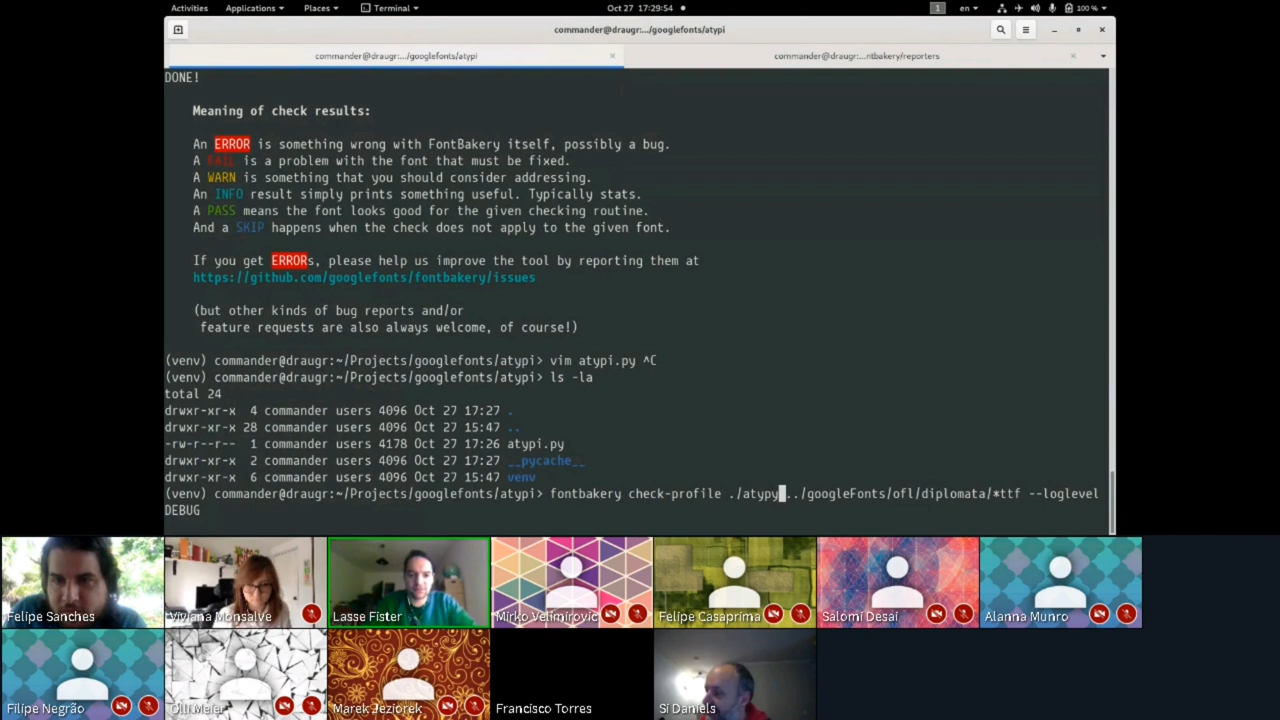 Activities Applications Places Terminal Oct 27 17:29:54 1 en 100 %
commander@draugr:.../googlefonts/atypi
commander@draugr:.../googlefonts/atypi commander@draugr:...ntbakery/reporters
DONE!
Meaning of check results:
An ERROR is something wrong with FontBakery itself, possibly a bug.
A FAIL is a problem with the font that must be fixed.
A WARN is something that you should consider addressing.
An INFO result simply prints something useful. Typically stats.
A PASS means the font looks good for the given checking routine.
And a SKIP happens when the check does not apply to the given font.
If you get ERRORs, please help us improve the tool by reporting them at
https://github.com/googlefonts/fontbakery/issues
(but other kinds of bug reports and/or
feature requests are also always welcome, of course!)
(venv) commander@draugr:~/Projects/googlefonts/atypi> vim atypi.py ^C
(venv) commander@draugr:~/Projects/googlefonts/atypi> ls -la
total 24
drwxr-xr-x 4 commander users 4096 Oct 27 17:27 .
drwxr-xr-x 28 commander users 4096 Oct 27 15:47 ..
-rw-r--r-- 1 commander users 4178 Oct 27 17:26 atypi.py
drwxr-xr-x 2 commander users 4096 Oct 27 17:27 __pycache__
drwxr-xr-x 6 commander users 4096 Oct 27 15:47 venv
(venv) commander@draugr:~/Projects/googlefonts/atypi> fontbakery check-profile ./atypy ../googleFonts/ofl/diplomata/*ttf --loglevel
DEBUG
Felipe Sanches Viviana Monsalve Lasse Fister Mirko Velimirovic Felipe Casaprima Salomi Desai Alanna Munro
Filipe Negrão Olli Meier Marek Jeziorek Francisco Torres Si Daniels